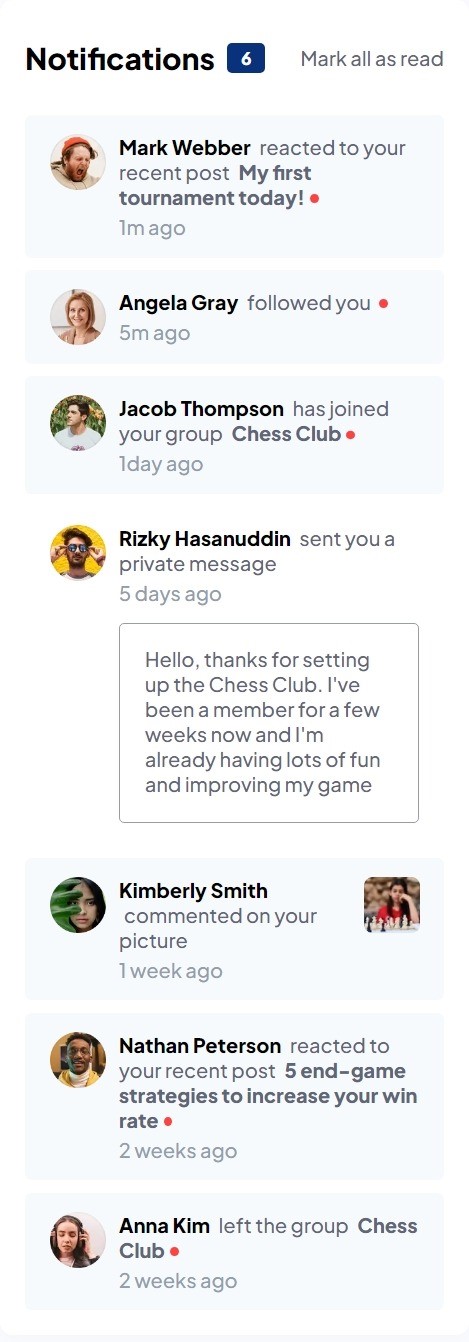 Notifications 6 Mark all as read
Mark Webber reacted to your
recent post My first
tournament today!
1m ago
Angela Gray followed you
5m ago
Jacob Thompson has joined
your group Chess Club
1day ago
Rizky Hasanuddin sent you a
private message
5 days ago
Hello, thanks for setting
up the Chess Club. I've
been a member for a few
weeks now and I'm
already having lots of fun
and improving my game
Kimberly Smith
commented on your
picture
1 week ago
Nathan Peterson reacted to
your recent post 5 end-game
strategies to increase your win
rate
2 weeks ago
Anna Kim left the group Chess
Club
2 weeks ago